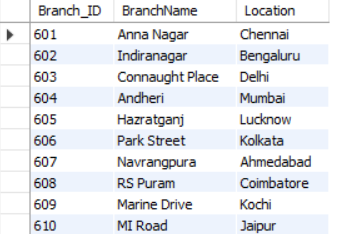 Branch_ID BranchName Location
601 Anna Nagar Chennai
602 Indiranagar Bengaluru
603 Connaught Place Delhi
604 Andheri Mumbai
605 Hazratganj Lucknow
606 Park Street Kolkata
607 Navrangpura Ahmedabad
608 RS Puram Coimbatore
609 Marine Drive Kochi
610 MI Road Jaipur